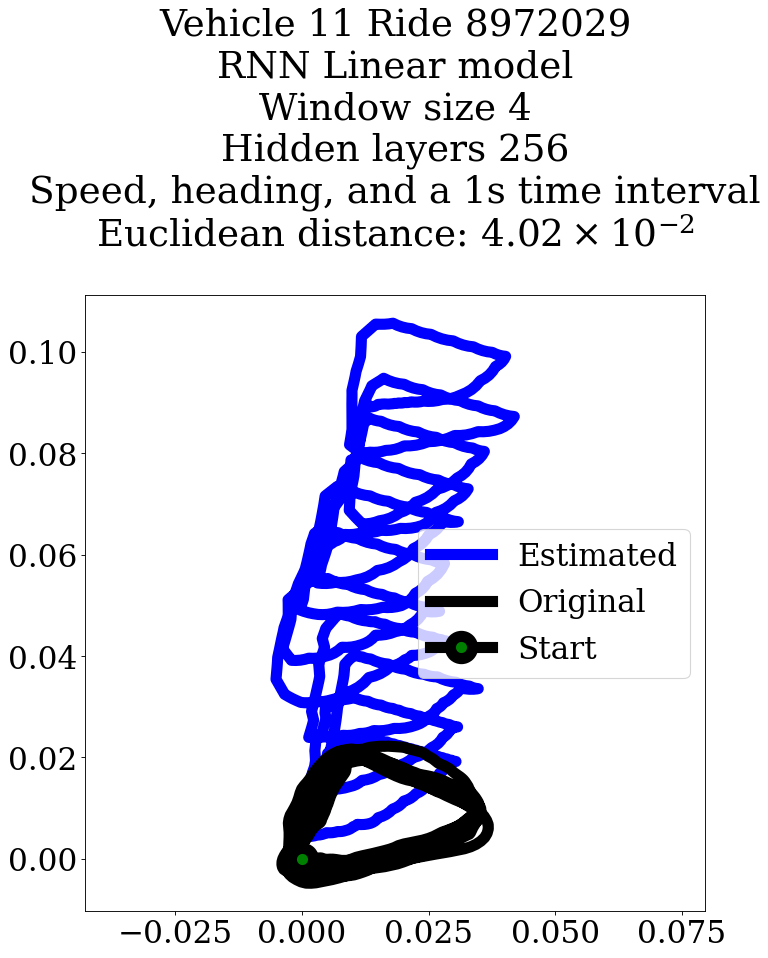 Vehicle 11 Ride 8972029
RNN Linear model
Window size 4
Hidden layers 256
Speed, heading, and a 1s time interval
Euclidean distance: 4.02 × 10⁻²
0.10
0.08
0.06
0.04
0.02
0.00
Estimated
Original
Start
−0.025 0.000 0.025 0.050 0.075